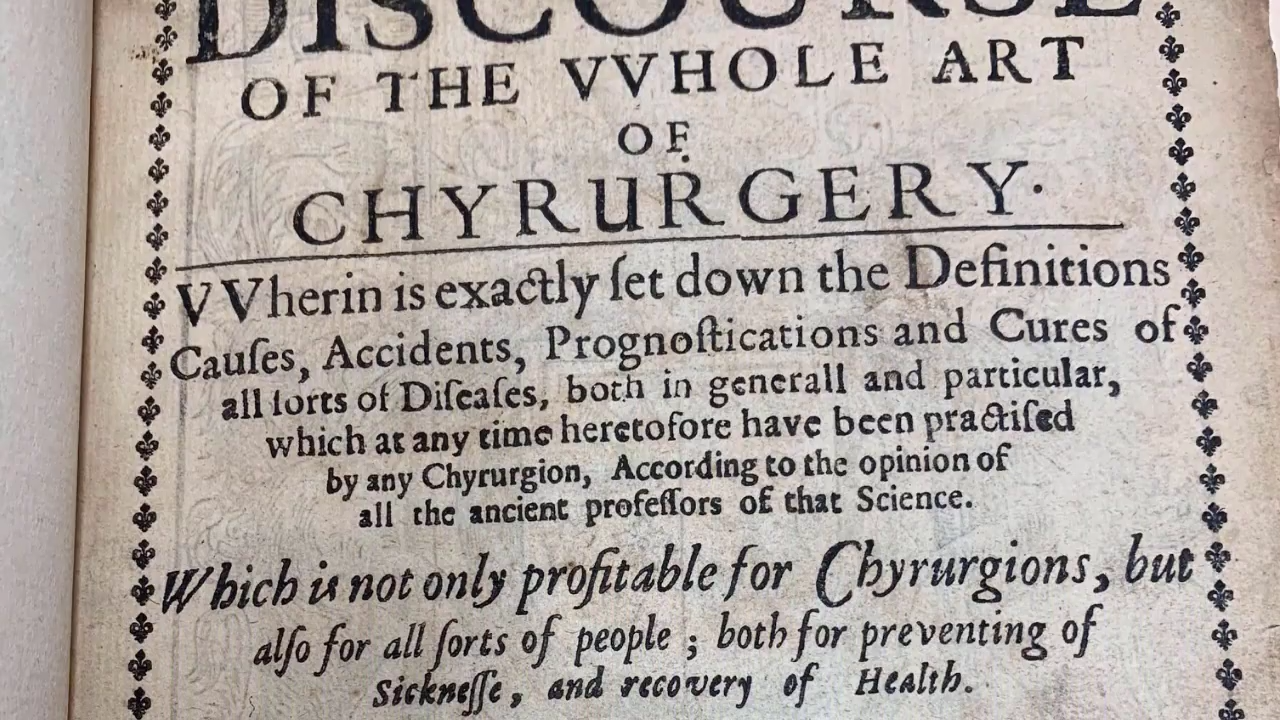 DISCOURSE
OF THE VVHOLE ART
OF
CHYRURGERY.
VVherin is exactly ſet down the Definitions
Cauſes, Accidents, Prognoſtications and Cures of
all ſorts of Diſeaſes, both in generall and particular,
which at any time heretofore have been practiſed
by any Chyrurgion, According to the opinion of
all the ancient profeſſors of that Science.
Which is not only profitable for Chyrurgions, but
alſo for all ſorts of people ; both for preventing of
Sickneſſe, and recovery of Health.